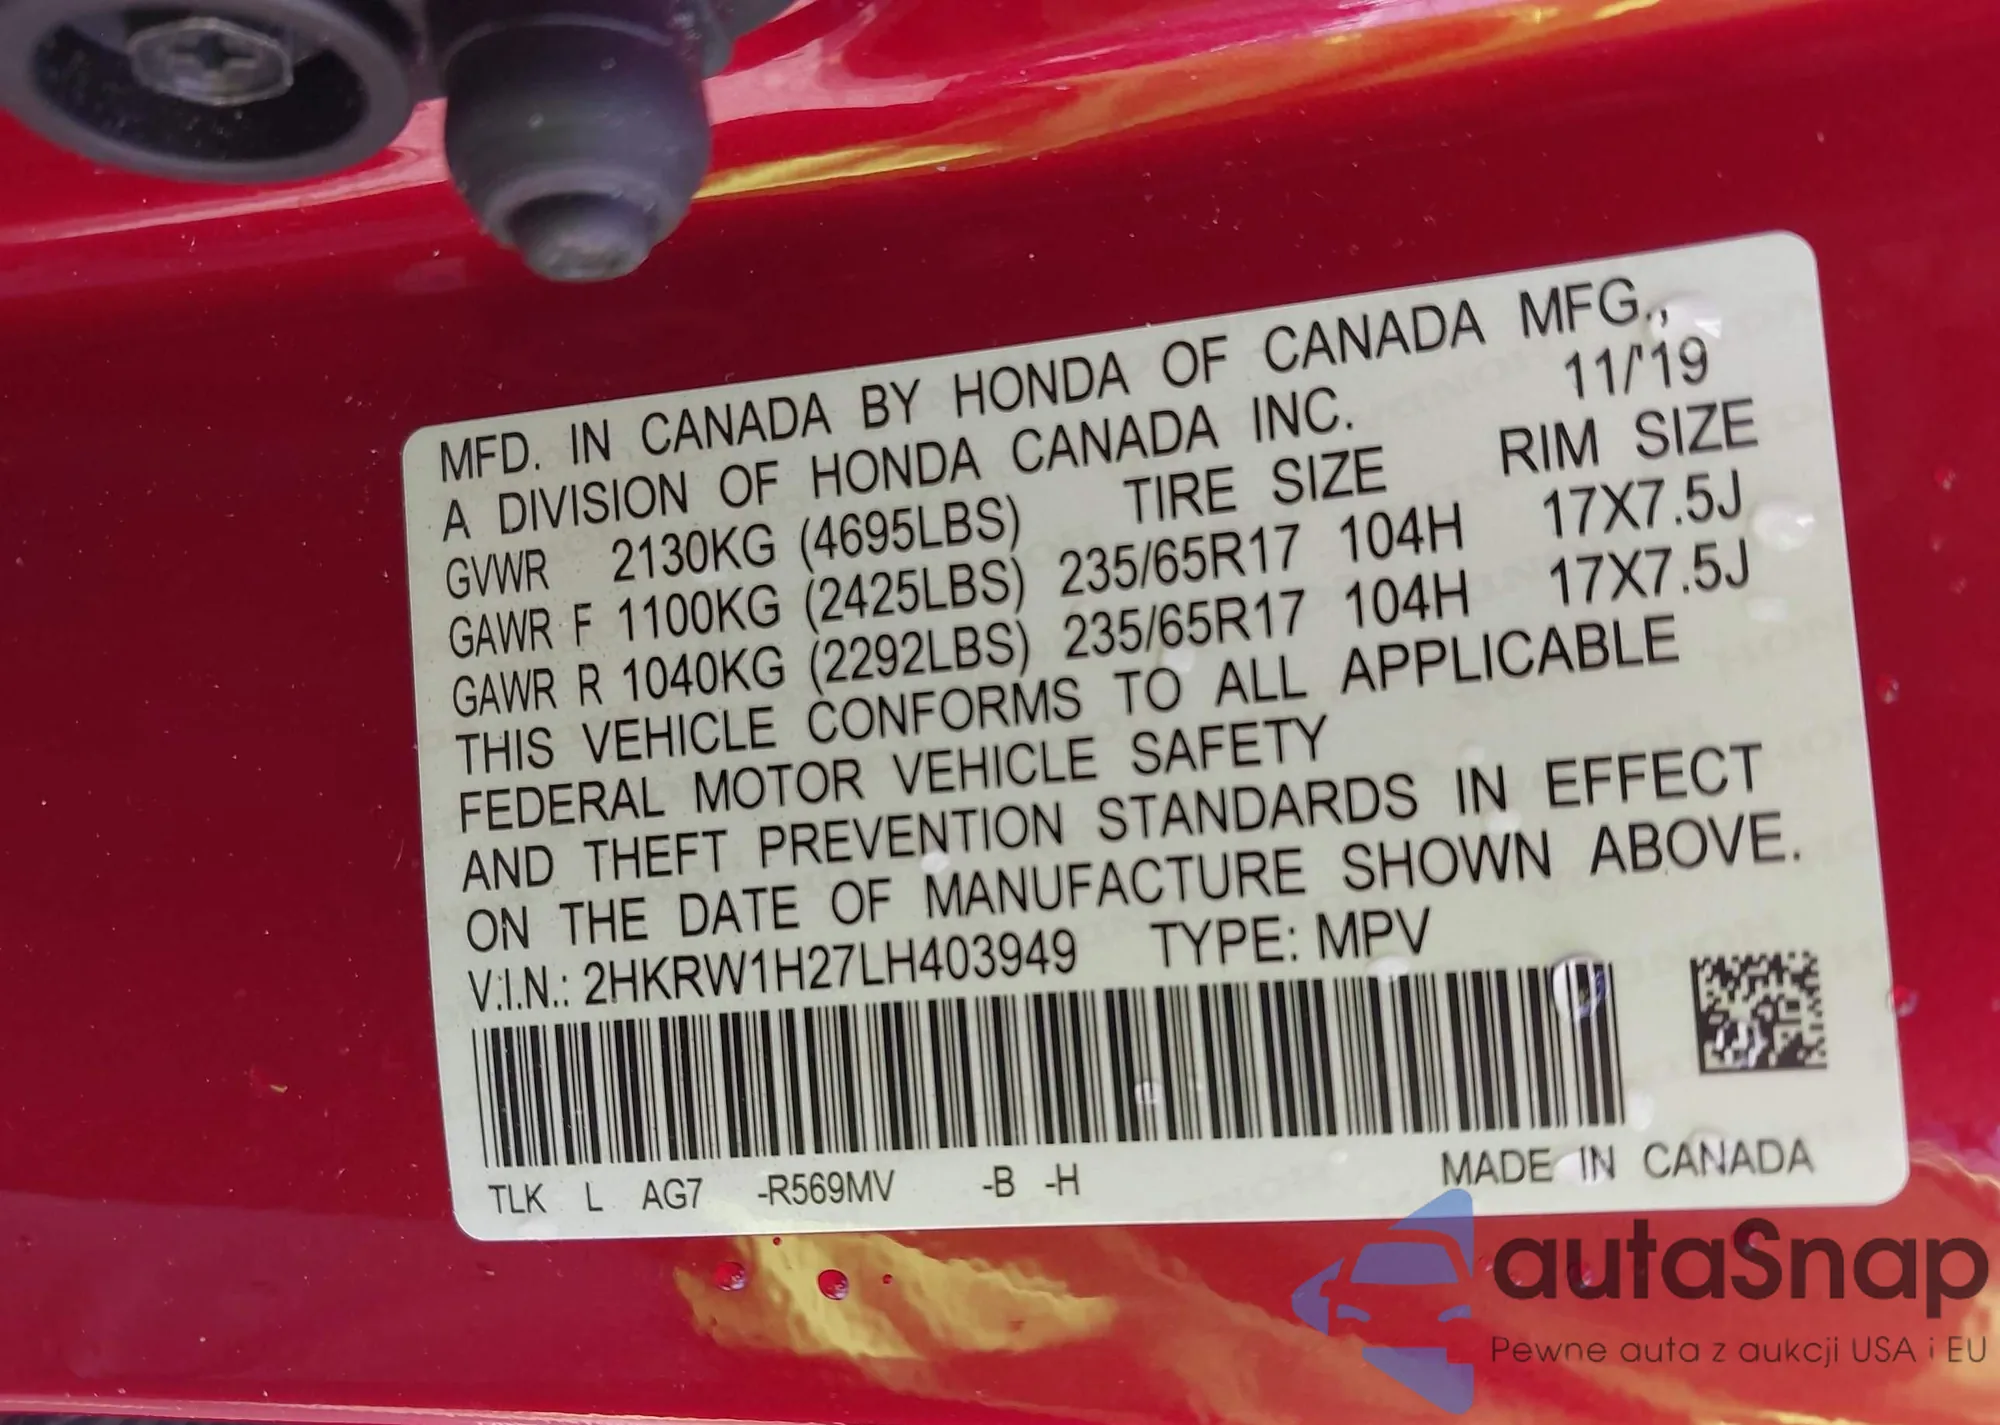 MFD. IN CANADA BY HONDA OF CANADA MFG.,
A DIVISION OF HONDA CANADA INC. 11/'19
GVWR 2130KG (4695LBS) TIRE SIZE RIM SIZE
GAWR F 1100KG (2425LBS) 235/65R17 104H 17X7.5J
GAWR R 1040KG (2292LBS) 235/65R17 104H 17X7.5J
THIS VEHICLE CONFORMS TO ALL APPLICABLE
FEDERAL MOTOR VEHICLE SAFETY
AND THEFT PREVENTION STANDARDS IN EFFECT
ON THE DATE OF MANUFACTURE SHOWN ABOVE.
V.I.N.: 2HKRW1H27LH403949 TYPE: MPV
TLK L AG7 -R569MV -B -H MADE IN CANADA
autaSnap
Pewne auta z aukcji USA i EU